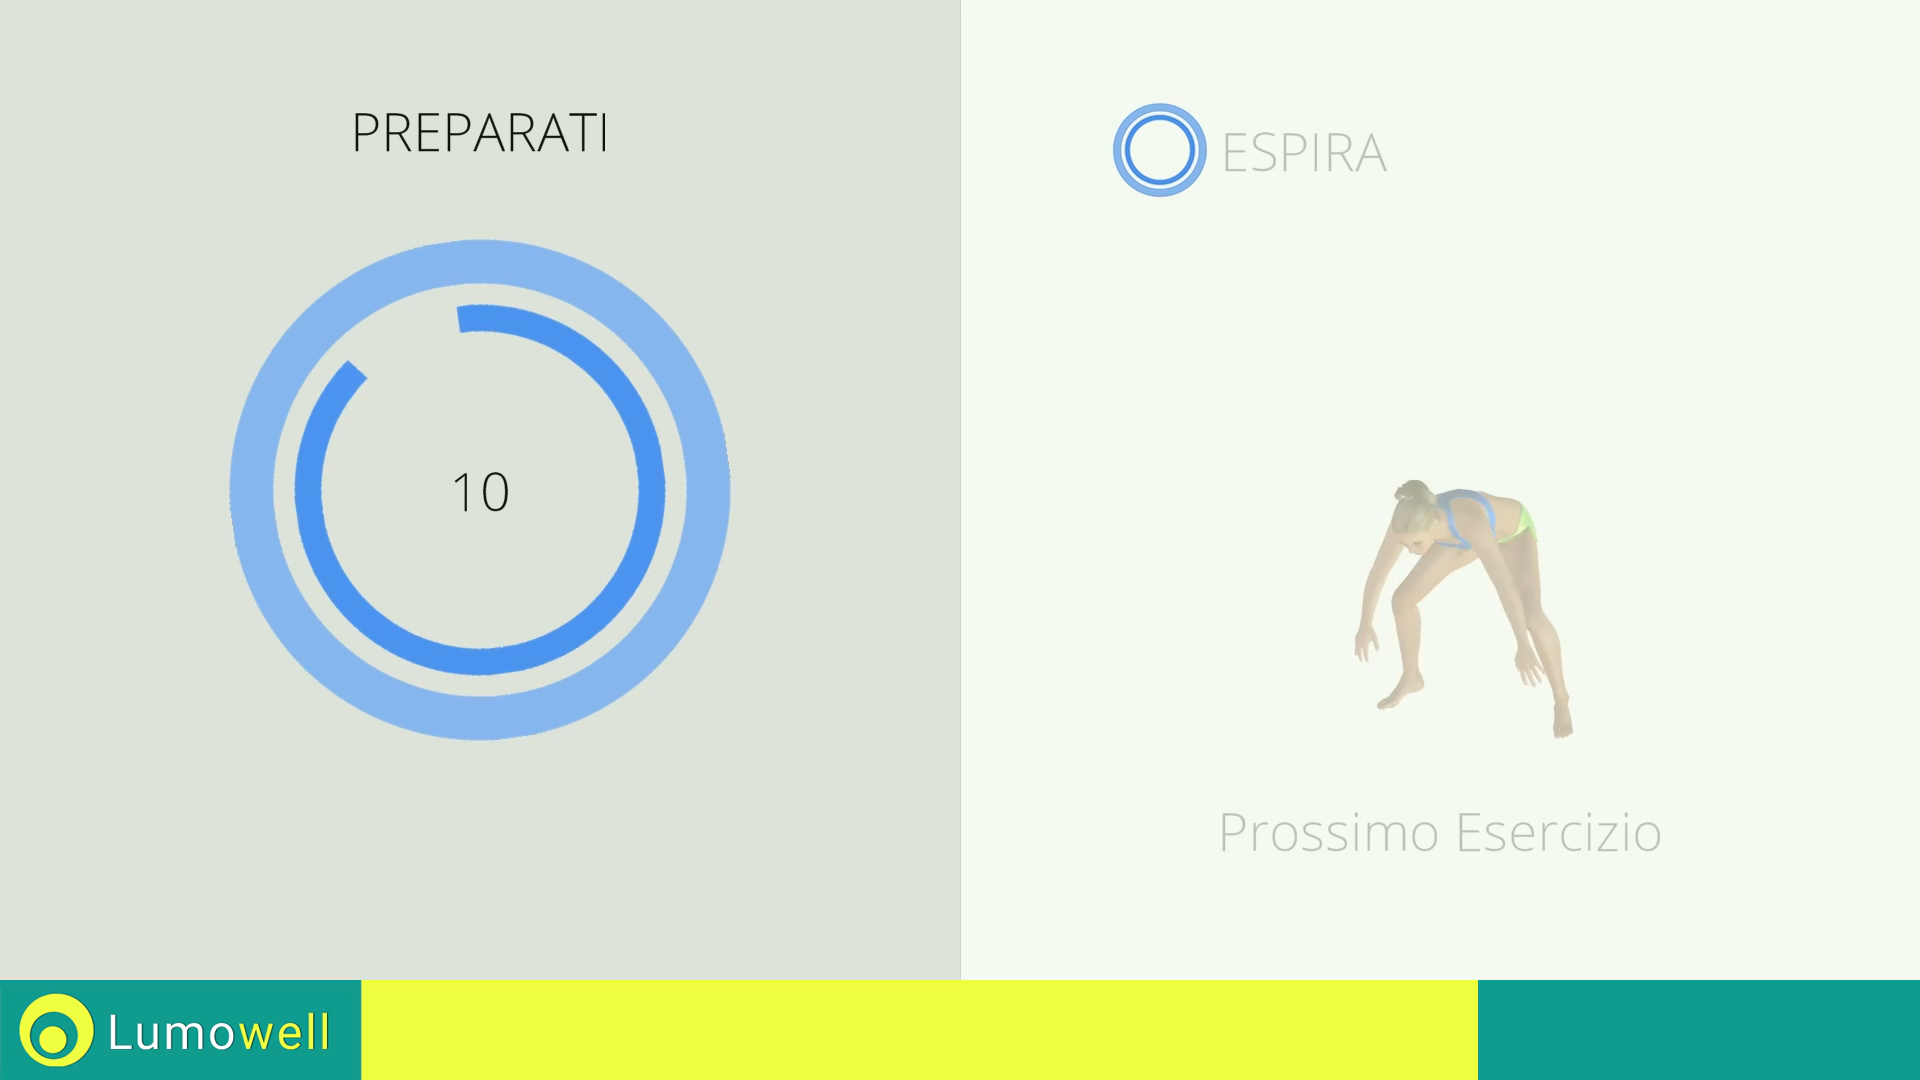 PREPARATI
10
ESPIRA
Prossimo Esercizio
Lumowell